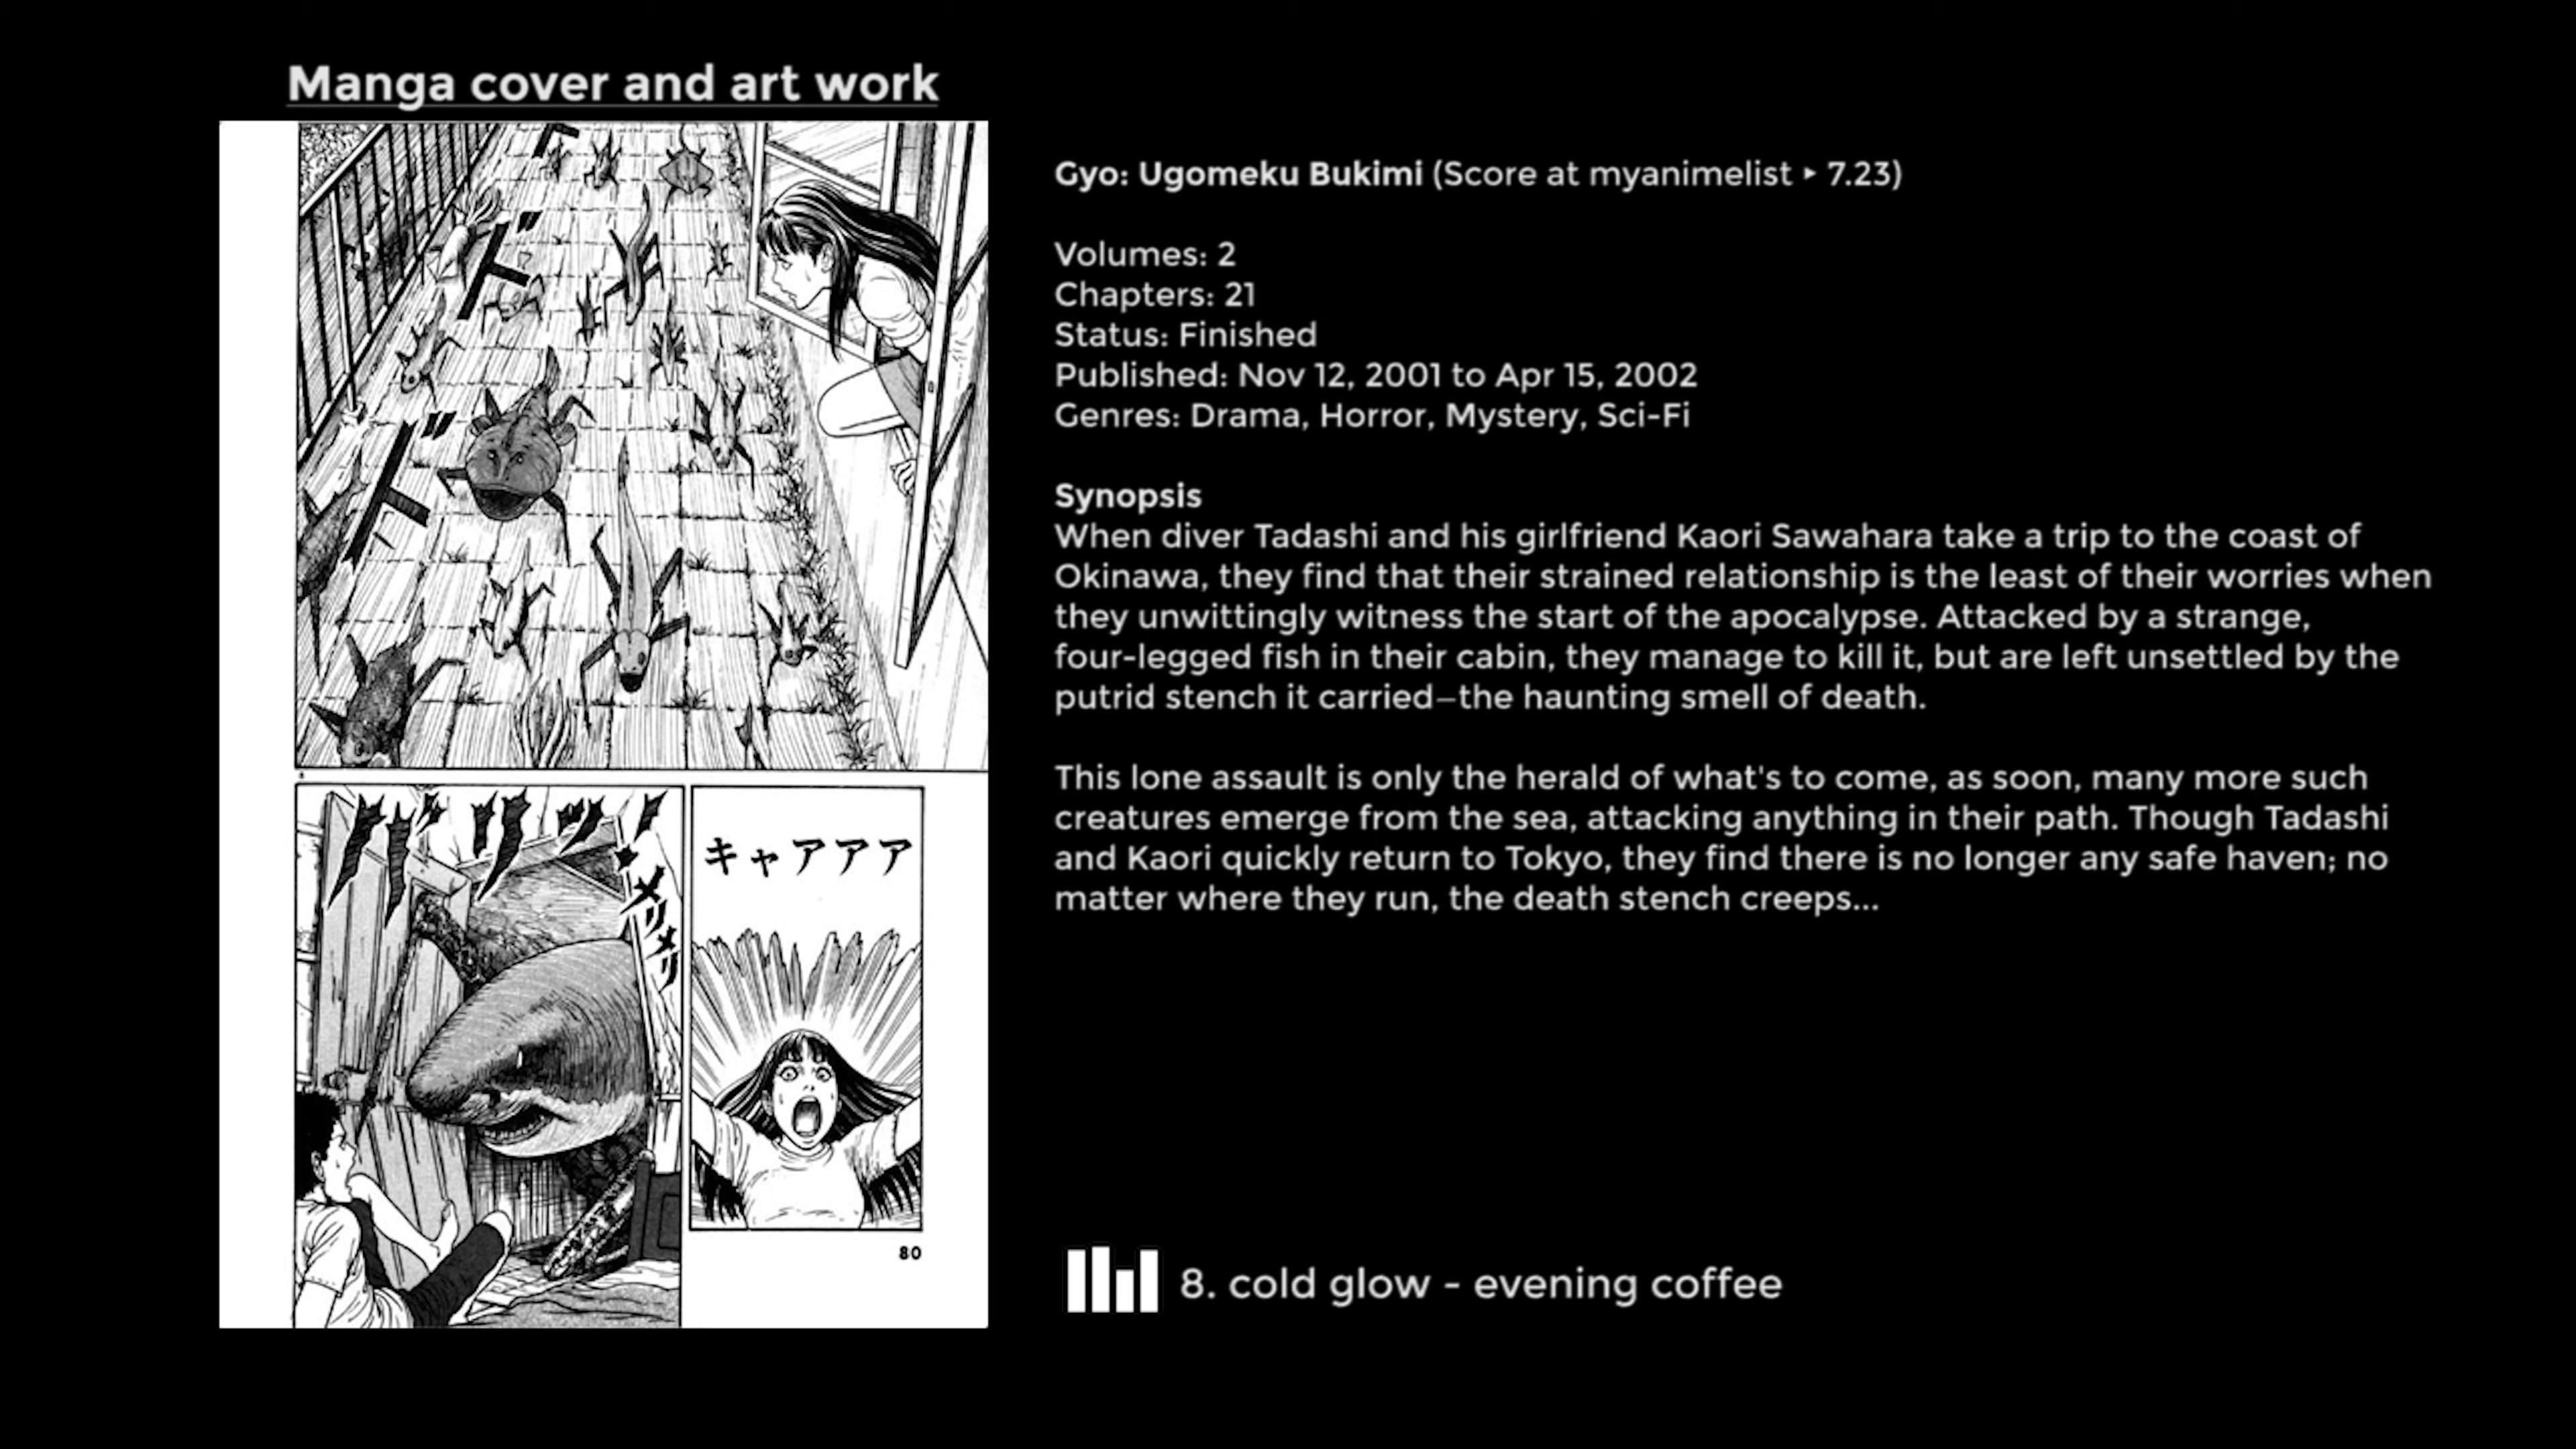 Manga cover and art work
キャアアア
メリメリ
80
Gyo: Ugomeku Bukimi (Score at myanimelist ▸ 7.23)
Volumes: 2
Chapters: 21
Status: Finished
Published: Nov 12, 2001 to Apr 15, 2002
Genres: Drama, Horror, Mystery, Sci-Fi
Synopsis
When diver Tadashi and his girlfriend Kaori Sawahara take a trip to the coast of
Okinawa, they find that their strained relationship is the least of their worries when
they unwittingly witness the start of the apocalypse. Attacked by a strange,
four-legged fish in their cabin, they manage to kill it, but are left unsettled by the
putrid stench it carried—the haunting smell of death.
This lone assault is only the herald of what's to come, as soon, many more such
creatures emerge from the sea, attacking anything in their path. Though Tadashi
and Kaori quickly return to Tokyo, they find there is no longer any safe haven; no
matter where they run, the death stench creeps...
8. cold glow - evening coffee